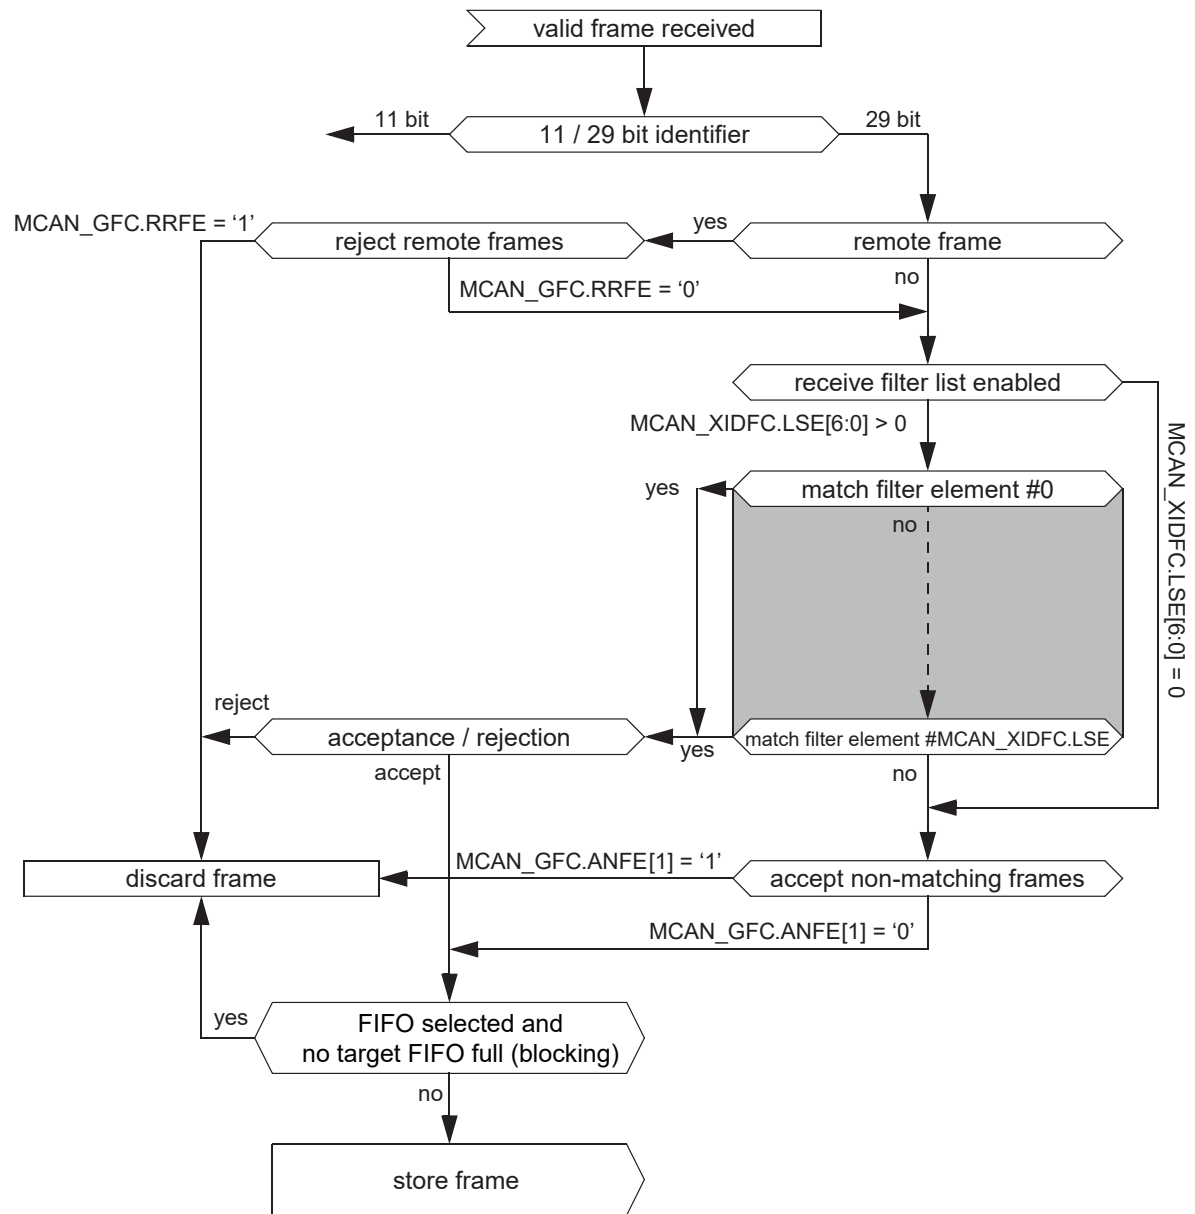 valid frame received
11 bit
11 / 29 bit identifier
29 bit
MCAN_GFC.RRFE = ‘1’
reject remote frames
yes
remote frame
no
MCAN_GFC.RRFE = ‘0’
receive filter list enabled
MCAN_XIDFC.LSE[6:0] > 0
MCAN_XIDFC.LSE[6:0] = 0
yes
match filter element #0
no
reject
acceptance / rejection
yes
match filter element #MCAN_XIDFC.LSE
accept
no
discard frame
MCAN_GFC.ANFE[1] = ‘1’
accept non-matching frames
MCAN_GFC.ANFE[1] = ‘0’
yes
FIFO selected and
no target FIFO full (blocking)
no
store frame